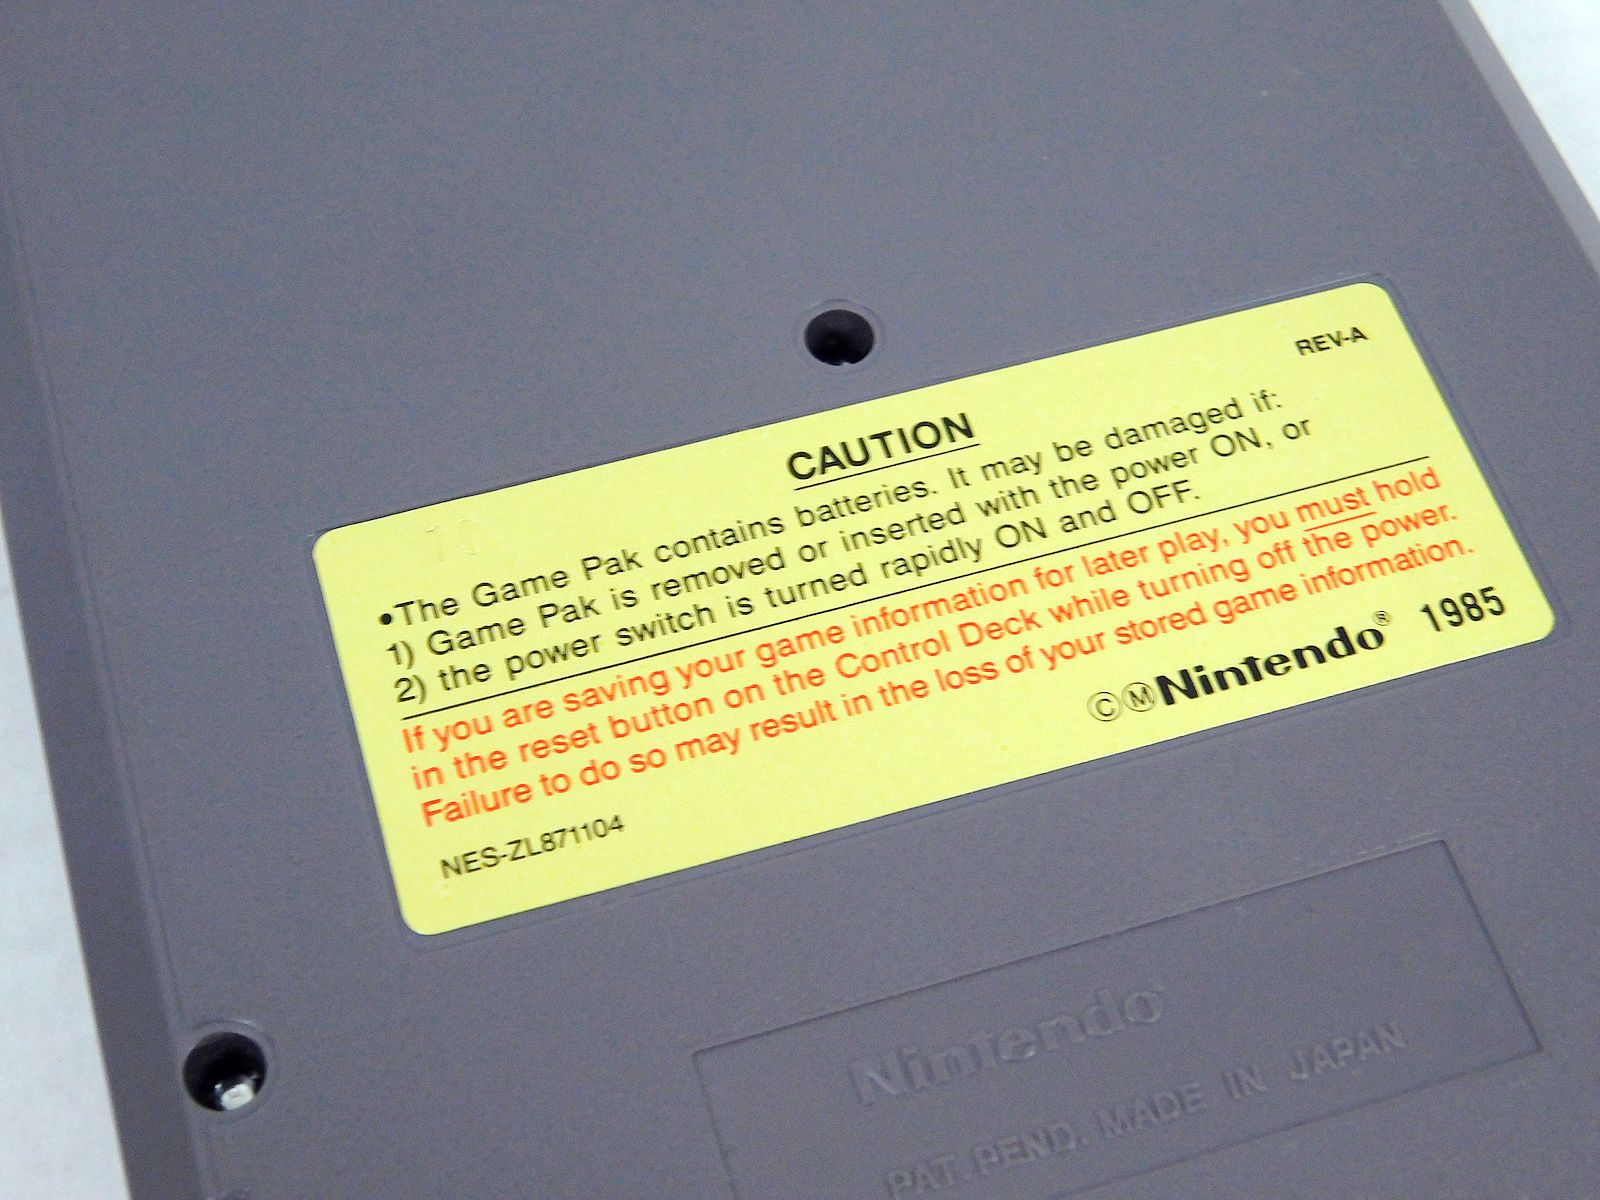 REV-A
CAUTION
•The Game Pak contains batteries. It may be damaged if:
1) Game Pak is removed or inserted with the power ON, or
2) the power switch is turned rapidly ON and OFF.
If you are saving your game information for later play, you must hold
in the reset button on the Control Deck while turning off the power.
Failure to do so may result in the loss of your stored game information.
ⒸⓂNintendo® 1985
NES-ZL871104
Nintendo
PAT. PEND. MADE IN JAPAN